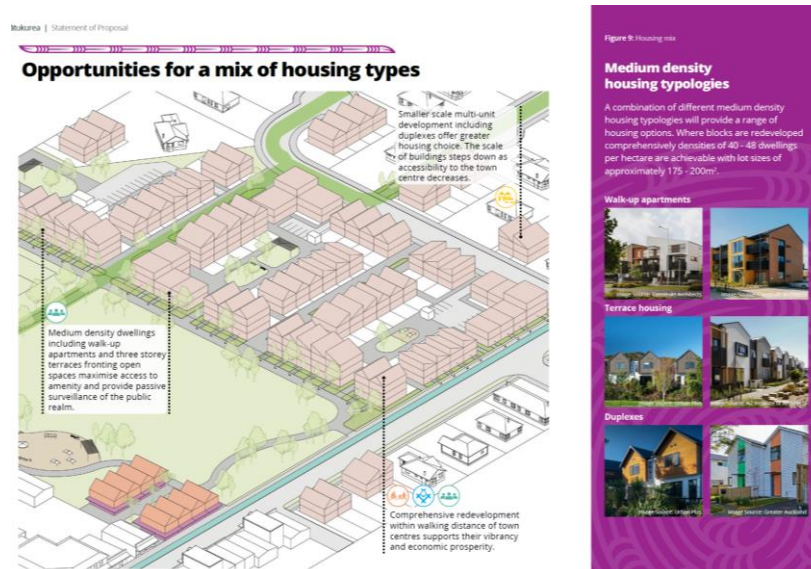 Itukurea | Statement of Proposal
Opportunities for a mix of housing types
Smaller scale multi-unit
development including
duplexes offer greater
housing choice. The scale
of buildings steps down as
accessibility to the town
centre decreases.
Medium density dwellings
including walk-up
apartments and three storey
terraces fronting open
spaces maximise access to
amenity and provide passive
surveillance of the public
realm.
Comprehensive redevelopment
within walking distance of town
centres supports their vibrancy
and economic prosperity.
Figure 9: Housing mix
Medium density
housing typologies
A combination of different medium density
housing typologies will provide a range of
housing options. Where blocks are redeveloped
comprehensively densities of 40 - 48 dwellings
per hectare are achievable with lot sizes of
approximately 175 - 200m².
Walk-up apartments
Terrace housing
Duplexes
Image Source: Urban Plus
Image Source: Greater Auckland